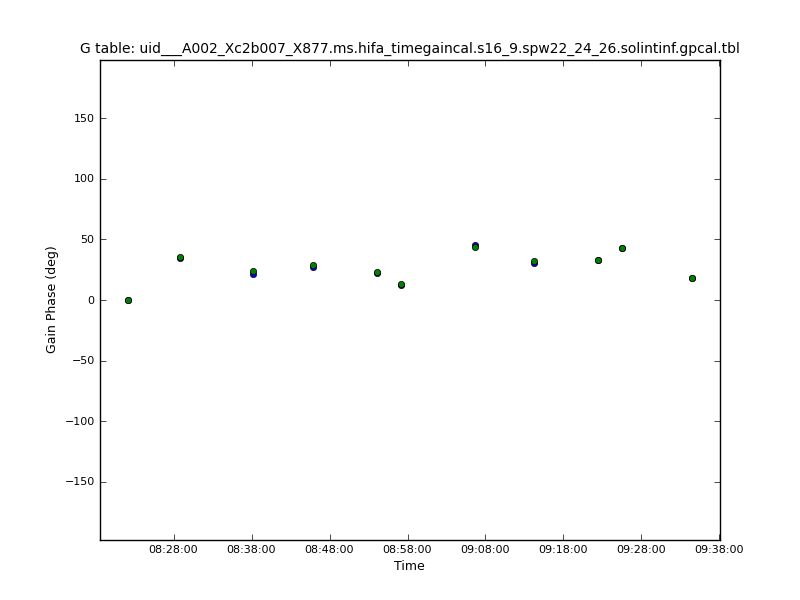 G table: uid___A002_Xc2b007_X877.ms.hifa_timegaincal.s16_9.spw22_24_26.solintinf.gpcal.tbl
Gain Phase (deg)
150
100
50
0
−50
−100
−150
08:28:00 08:38:00 08:48:00 08:58:00 09:08:00 09:18:00 09:28:00 09:38:00
Time